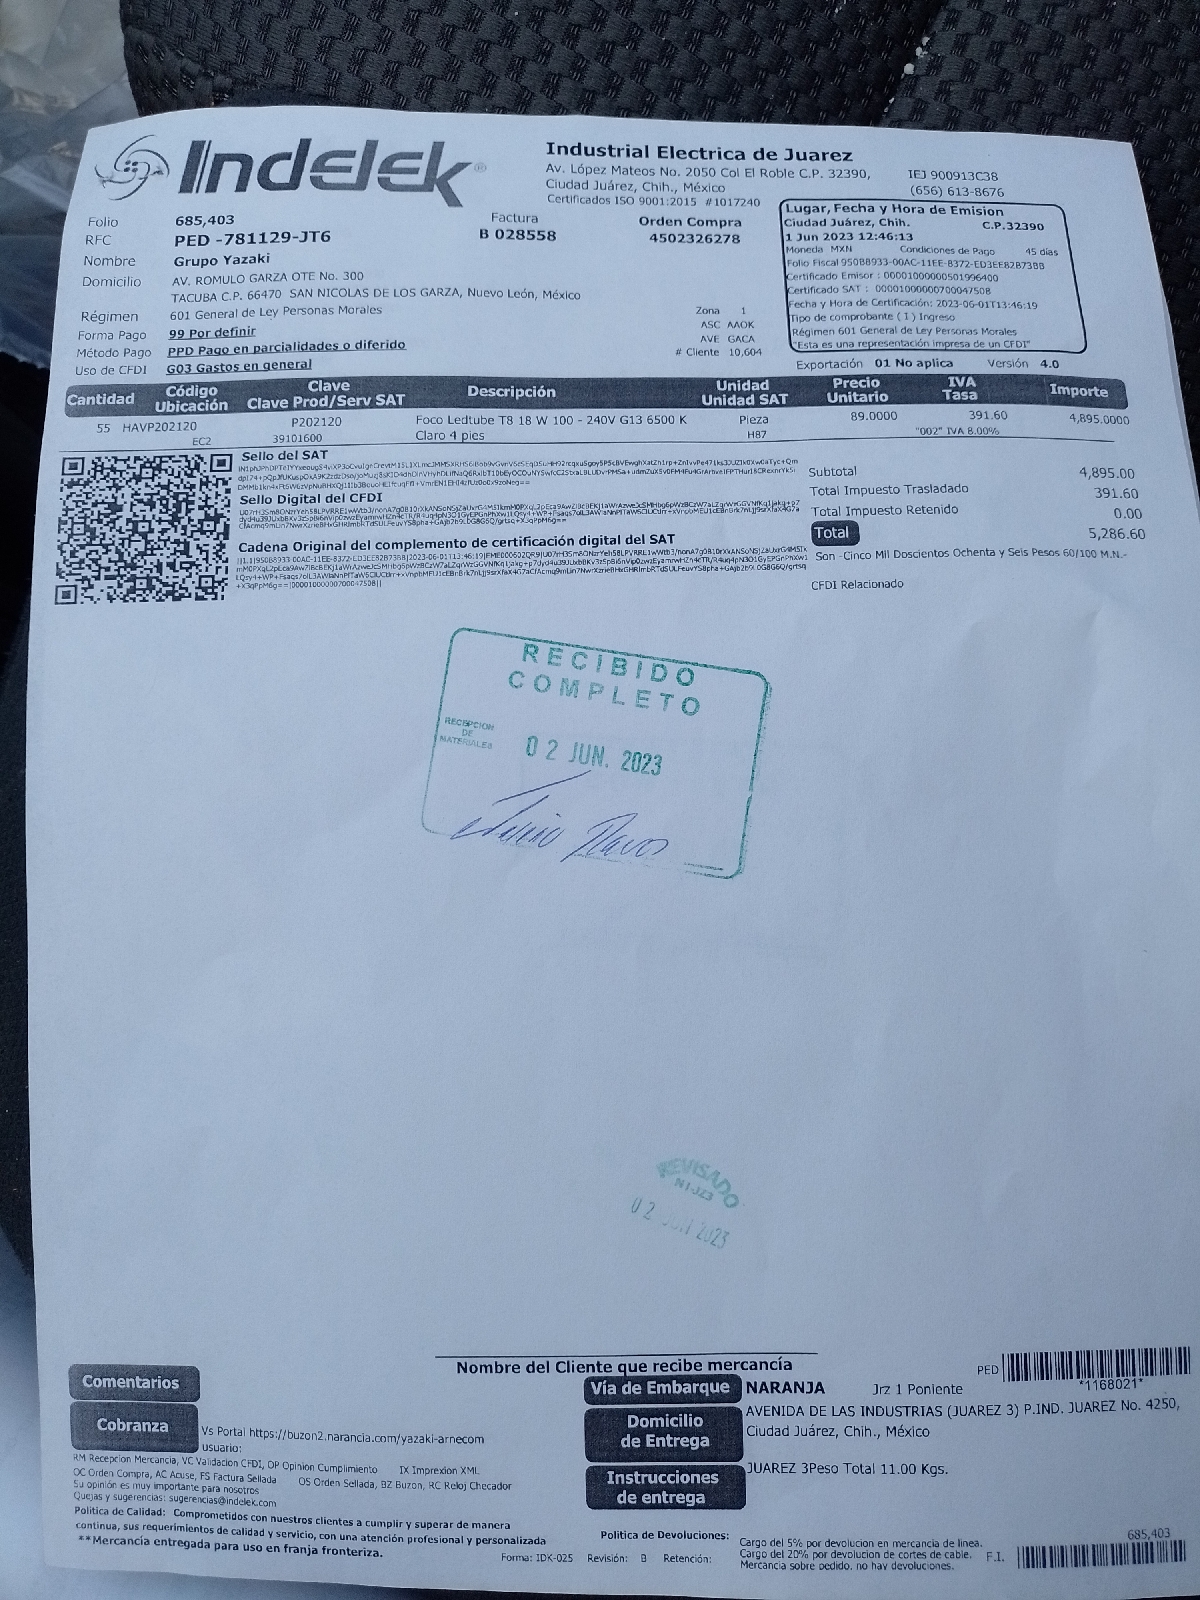 Indelek®
Industrial Electrica de Juarez
Av. López Mateos No. 2050 Col El Roble C.P. 32390,
Ciudad Juárez, Chih., México
Certificados ISO 9001:2015 #1017240
IEJ 900913C38
(656) 613-8676
Folio 685,403
RFC PED -781129-JT6
Nombre Grupo Yazaki
Domicilio AV. ROMULO GARZA OTE No. 300
TACUBA C.P. 66470 SAN NICOLAS DE LOS GARZA, Nuevo León, México
Régimen 601 General de Ley Personas Morales
Forma Pago 99 Por definir
Método Pago PPD Pago en parcialidades o diferido
Uso de CFDI G03 Gastos en general
Factura
B 028558
Orden Compra
4502326278
Zona 1
ASC AAOK
AVE GACA
# Cliente 10,604
Lugar, Fecha y Hora de Emision
Ciudad Juárez, Chih. C.P.32390
1 Jun 2023 12:46:13
Moneda MXN Condiciones de Pago 45 días
Folio Fiscal 950B8933-00AC-11EE-8372-ED3EEB2B73BB
Certificado Emisor : 00001000000501996400
Certificado SAT : 00001000000700047508
Fecha y Hora de Certificación: 2023-06-01T13:46:19
Tipo de comprobante ( I ) Ingreso
Régimen 601 General de Ley Personas Morales
"Esta es una representación impresa de un CFDI"
Exportación 01 No aplica Versión 4.0
Cantidad Código Ubicación Clave Clave Prod/Serv SAT Descripción Unidad Unidad SAT Precio Unitario IVA Tasa Importe
55 HAVP202120 P202120 Foco Ledtube T8 18 W 100 - 240V G13 6500 K Pieza 89.0000 391.60 4,895.0000
EC2 39101600 Claro 4 pies H87 "002" IVA 8.00%
Sello del SAT
Sello Digital del CFDI
Cadena Original del complemento de certificación digital del SAT
Subtotal 4,895.00
Total Impuesto Trasladado 391.60
Total Impuesto Retenido 0.00
Total 5,286.60
Son -Cinco Mil Doscientos Ochenta y Seis Pesos 60/100 M.N.-
CFDI Relacionado
RECIBIDO
COMPLETO
RECEPCION
DE
MATERIALES
02 JUN. 2023
REVISADO
N1-JZ3
02 JUN 2023
Nombre del Cliente que recibe mercancía
PED
*1168021*
Comentarios
Cobranza
Vs Portal https://buzon2.narancia.com/yazaki-arnecom
usuario:
Vía de Embarque NARANJA Jrz 1 Poniente
Domicilio
de Entrega
AVENIDA DE LAS INDUSTRIAS (JUAREZ 3) P.IND. JUAREZ No. 4250,
Ciudad Juárez, Chih., México
Instrucciones
de entrega
JUAREZ 3Peso Total 11.00 Kgs.
RM Recepcion Mercancia, VC Validacion CFDI, OP Opinion Cumplimiento IX Imprexion XML
OC Orden Compra, AC Acuse, FS Factura Sellada OS Orden Sellada, BZ Buzon, RC Reloj Checador
Su opinión es muy importante para nosotros
Quejas y sugerencias: sugerencias@indelek.com
Politica de Calidad: Comprometidos con nuestros clientes a cumplir y superar de manera
continua, sus requerimientos de calidad y servicio, con una atención profesional y personalizada
**Mercancía entregada para uso en franja fronteriza.
Forma: IDK-025 Revisión: B Retención:
Politica de Devoluciones:
Cargo del 5% por devolucion en mercancia de linea.
Cargo del 20% por devolucion de cortes de cable.
Mercancia sobre pedido, no hay devoluciones.
685,403
F.I.